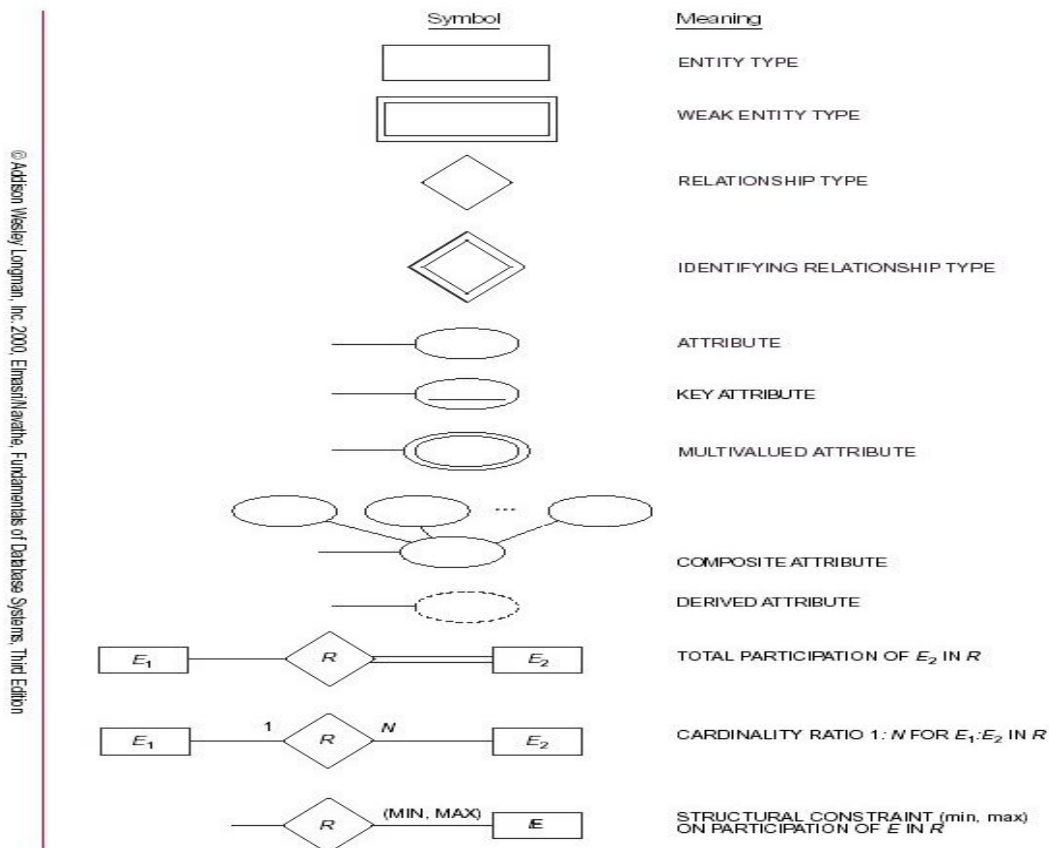 Symbol Meaning
ENTITY TYPE
WEAK ENTITY TYPE
RELATIONSHIP TYPE
IDENTIFYING RELATIONSHIP TYPE
ATTRIBUTE
KEY ATTRIBUTE
MULTIVALUED ATTRIBUTE
...
COMPOSITE ATTRIBUTE
DERIVED ATTRIBUTE
E₁ R E₂ TOTAL PARTICIPATION OF E₂ IN R
E₁ 1 R N E₂ CARDINALITY RATIO 1:N FOR E₁:E₂ IN R
R (MIN, MAX) E STRUCTURAL CONSTRAINT (min, max)
ON PARTICIPATION OF E IN R
© Addison Wesley Longman, Inc. 2000, Elmasri/Navathe, Fundamentals of Database Systems, Third Edition